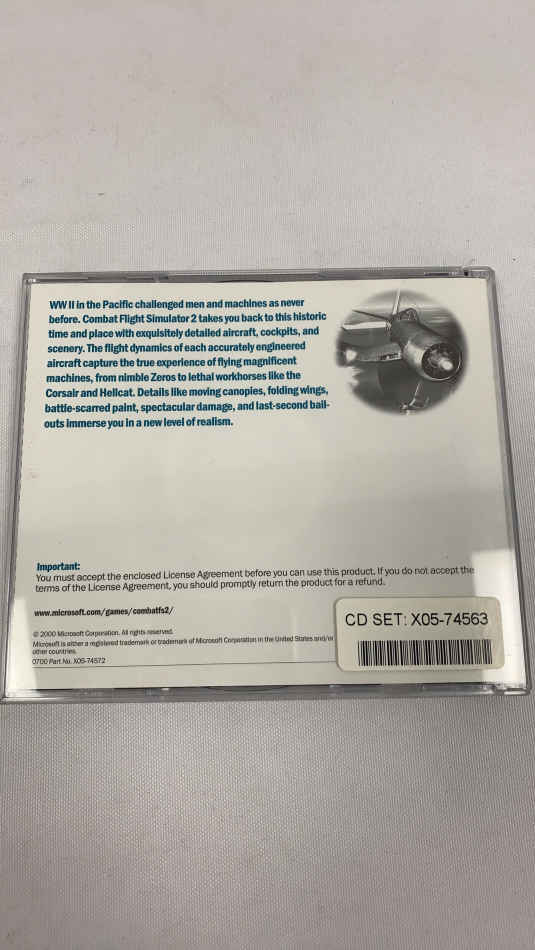 WW II in the Pacific challenged men and machines as never
before. Combat Flight Simulator 2 takes you back to this historic
time and place with exquisitely detailed aircraft, cockpits, and
scenery. The flight dynamics of each accurately engineered
aircraft capture the true experience of flying magnificent
machines, from nimble Zeros to lethal workhorses like the
Corsair and Hellcat. Details like moving canopies, folding wings,
battle-scarred paint, spectacular damage, and last-second bail-
outs immerse you in a new level of realism.
Important:
You must accept the enclosed License Agreement before you can use this product. If you do not accept the
terms of the License Agreement, you should promptly return the product for a refund.
www.microsoft.com/games/combatfs2/
© 2000 Microsoft Corporation. All rights reserved.
Microsoft is either a registered trademark or trademark of Microsoft Corporation in the United States and/or
other countries.
0700 Part No. X05-74572
CD SET: X05-74563